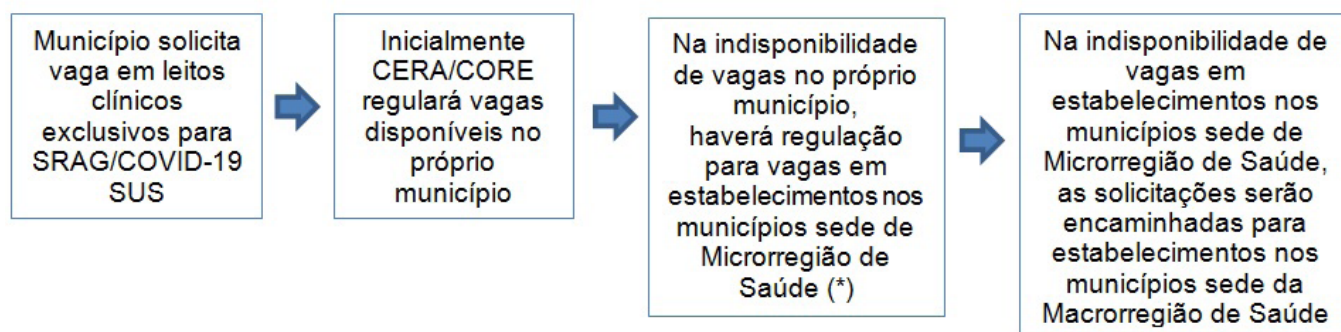 Município solicita
vaga em leitos
clínicos
exclusivos para
SRAG/COVID-19
SUS
Inicialmente
CERA/CORE
regulará vagas
disponíveis no
próprio
município
Na indisponibilidade
de vagas no próprio
município,
haverá regulação
para vagas em
estabelecimentos nos
municípios sede de
Microrregião de
Saúde (*)
Na indisponibilidade de
vagas em
estabelecimentos nos
municípios sede de
Microrregião de Saúde,
as solicitações serão
encaminhadas para
estabelecimentos nos
municípios sede da
Macrorregião de Saúde